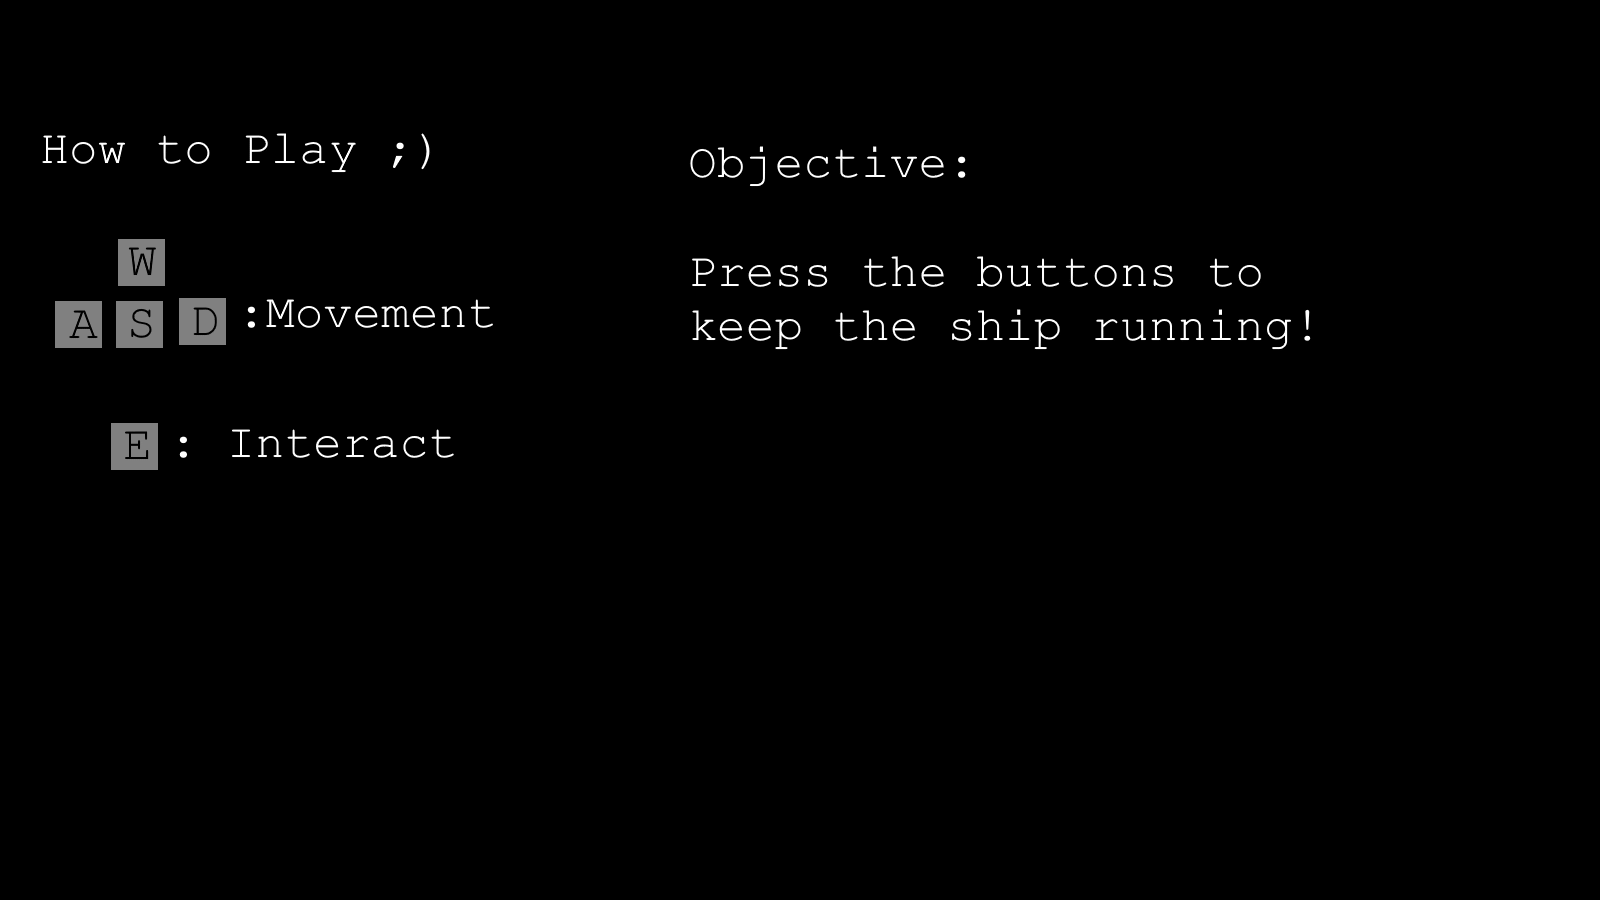 How to Play ;)
W
A S D :Movement
E : Interact
Objective:
Press the buttons to
keep the ship running!